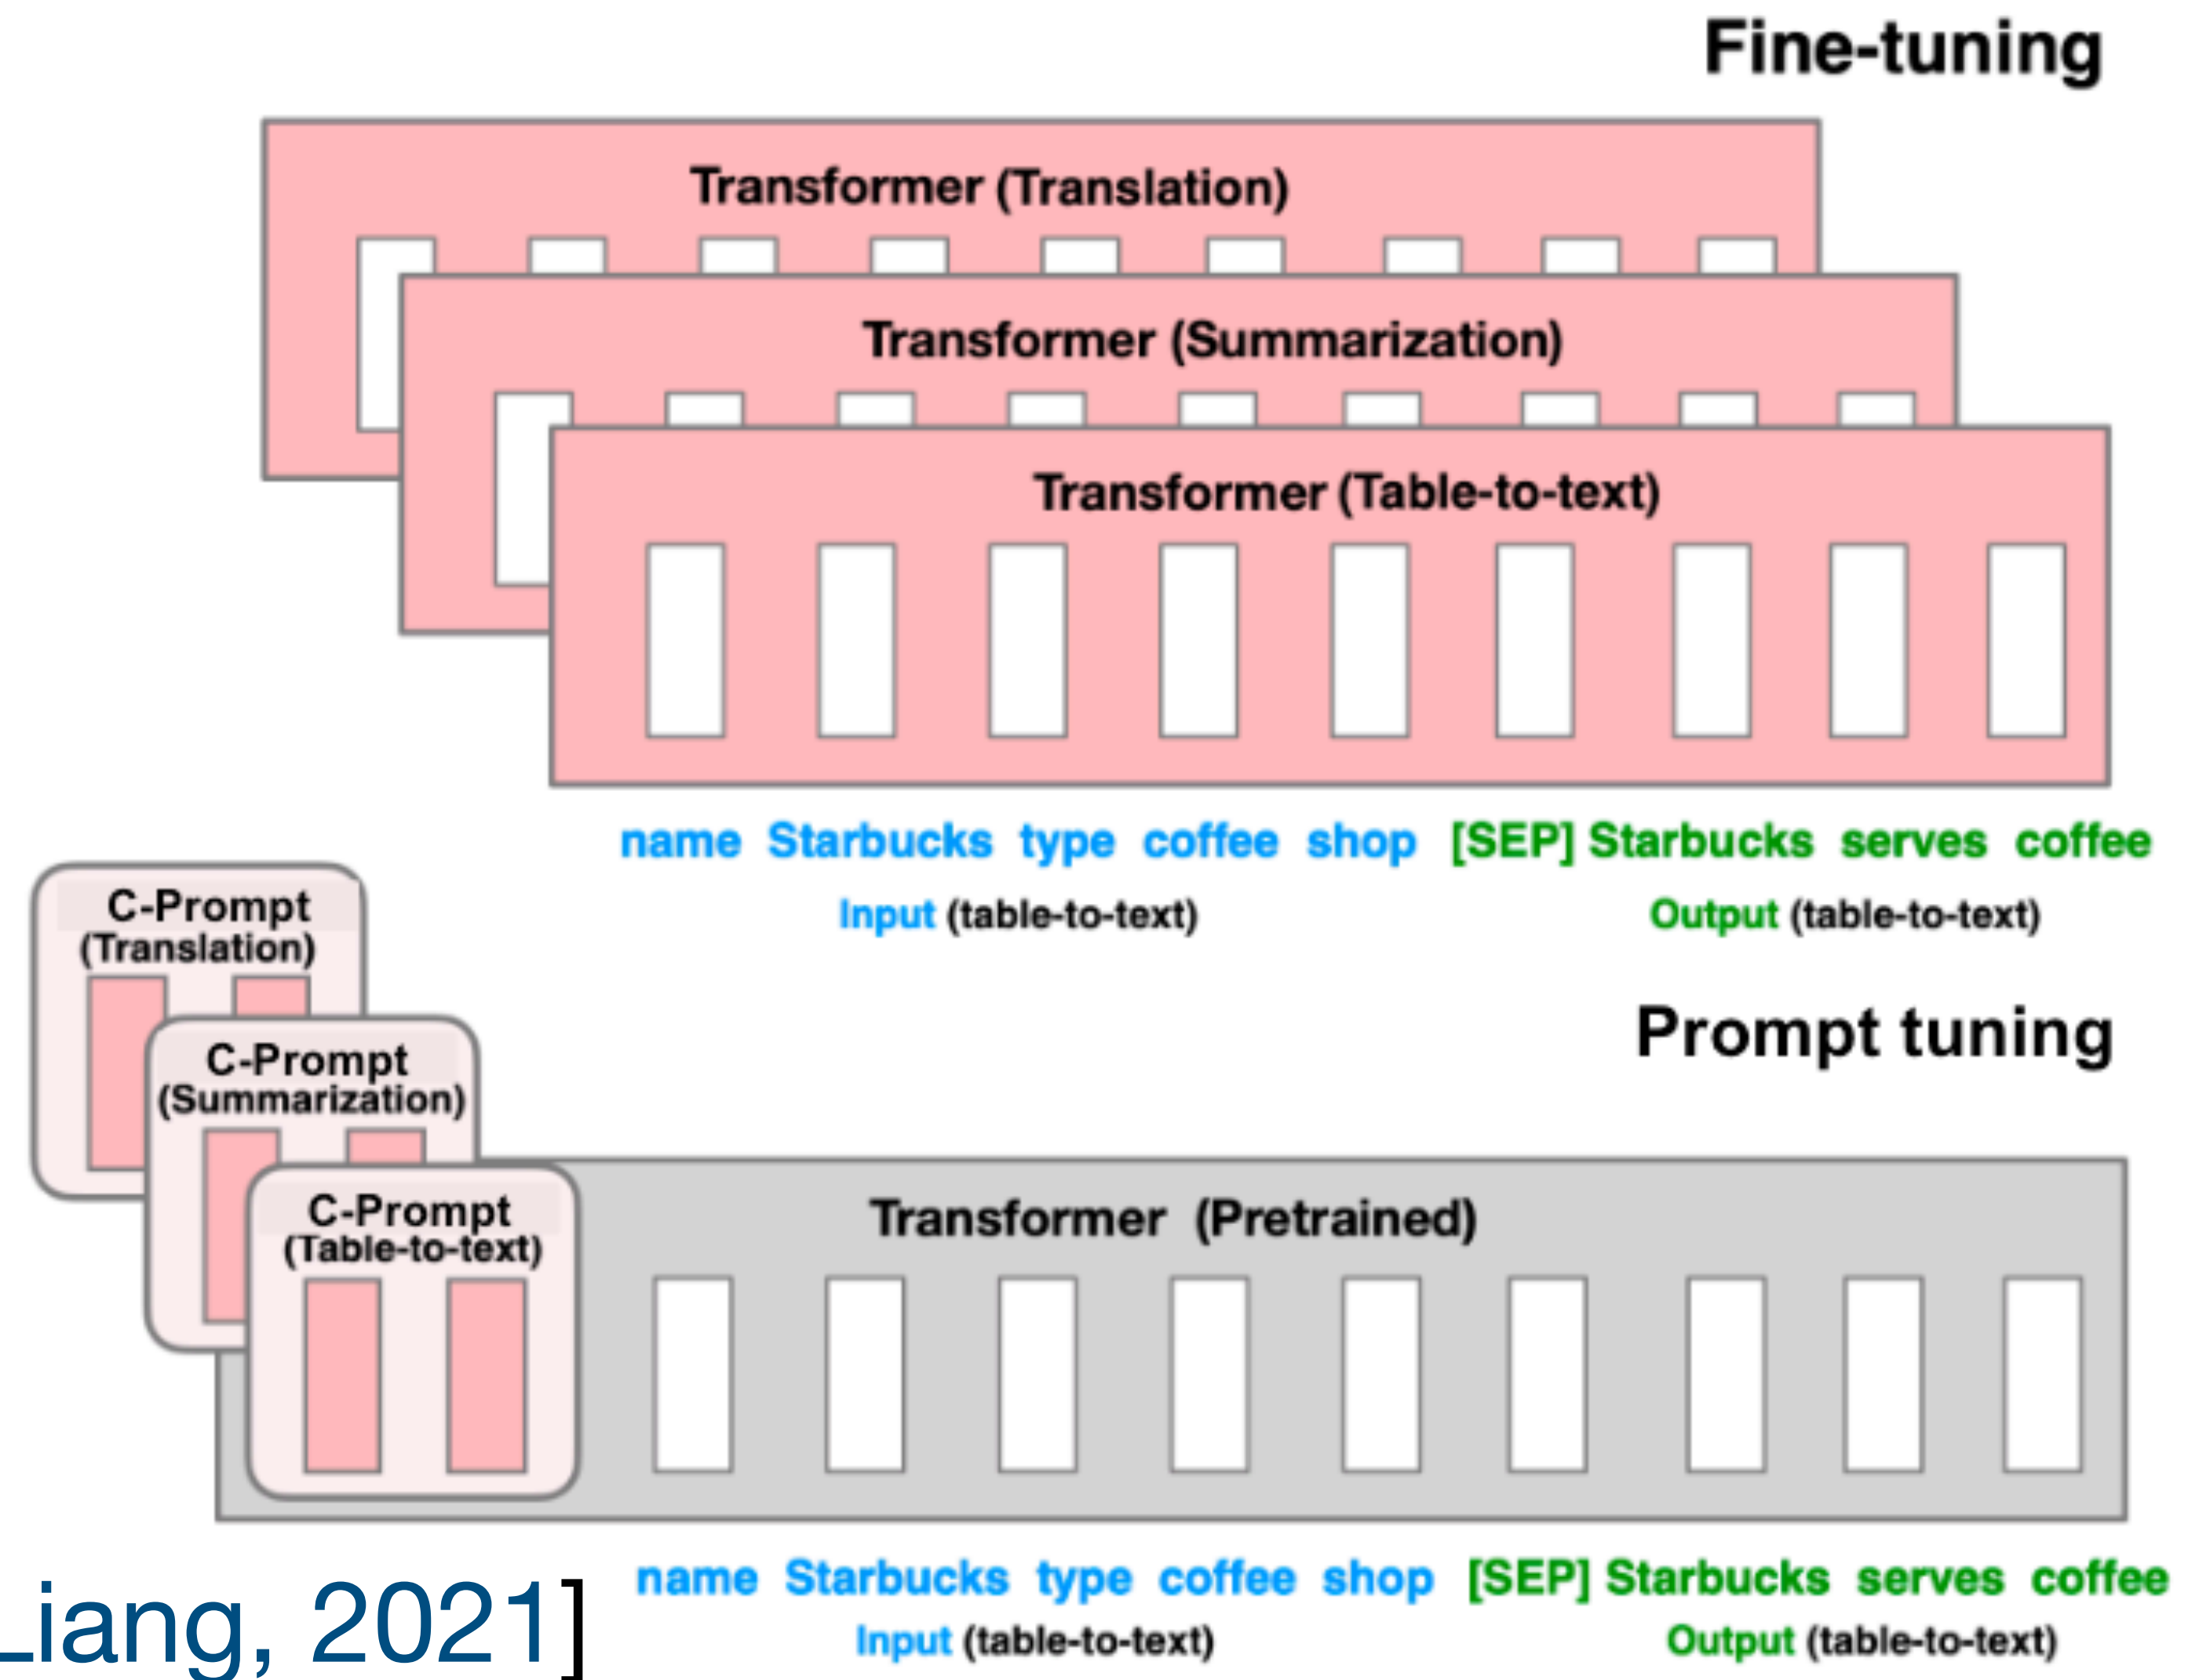 Fine-tuning
Transformer (Translation)
Transformer (Summarization)
Transformer (Table-to-text)
name Starbucks type coffee shop [SEP] Starbucks serves coffee
Input (table-to-text) Output (table-to-text)
C-Prompt
(Translation)
Prompt tuning
C-Prompt
(Summarization)
C-Prompt
(Table-to-text)
Transformer (Pretrained)
name Starbucks type coffee shop [SEP] Starbucks serves coffee
Input (table-to-text) Output (table-to-text)
Liang, 2021]